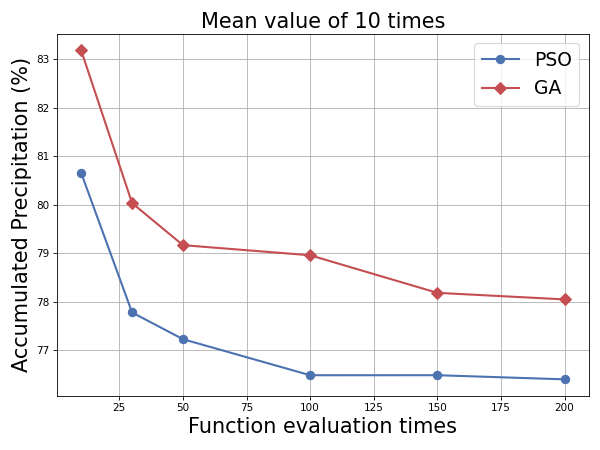 Mean value of 10 times
PSO
GA
Accumulated Precipitation (%)
83
82
81
80
79
78
77
25 50 75 100 125 150 175 200
Function evaluation times